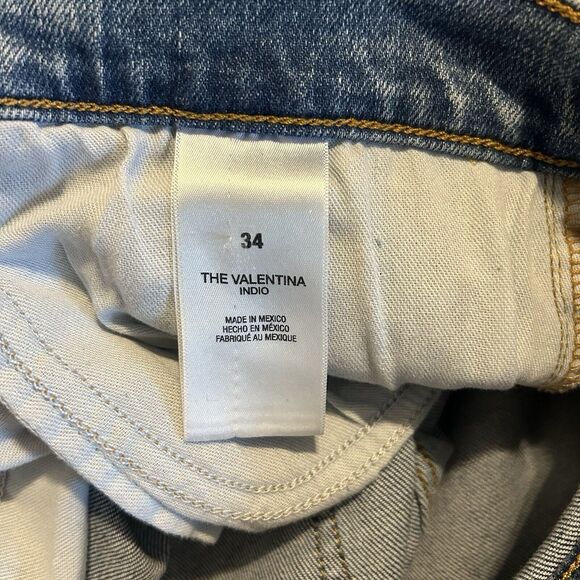 34
THE VALENTINA
INDIO
MADE IN MEXICO
HECHO EN MÉXICO
FABRIQUÉ AU MEXIQUE